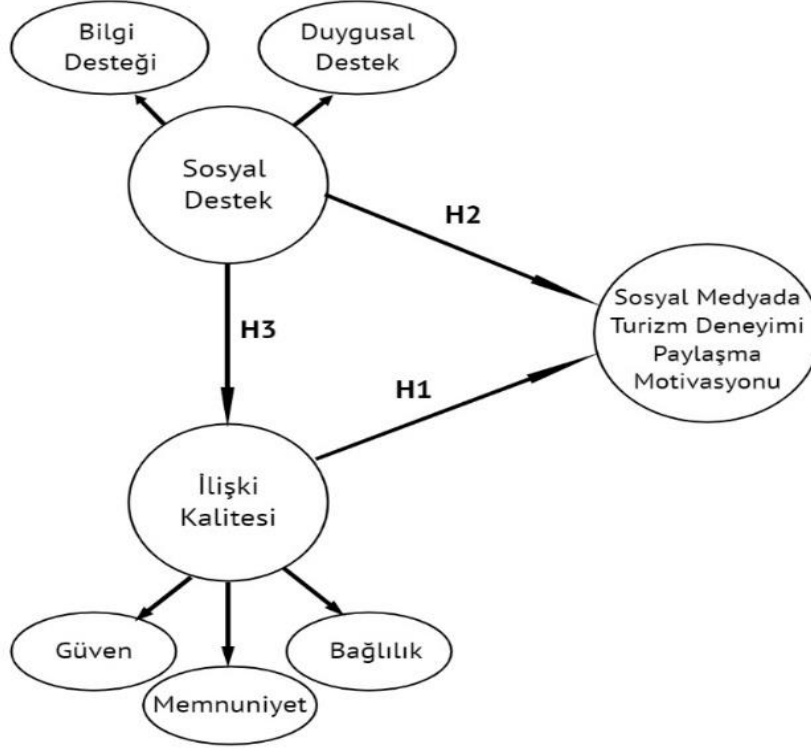 Bilgi
Desteği
Duygusal
Destek
Sosyal
Destek
H2
Sosyal Medyada
Turizm Deneyimi
Paylaşma
Motivasyonu
H3
H1
İlişki
Kalitesi
Güven
Bağlılık
Memnuniyet